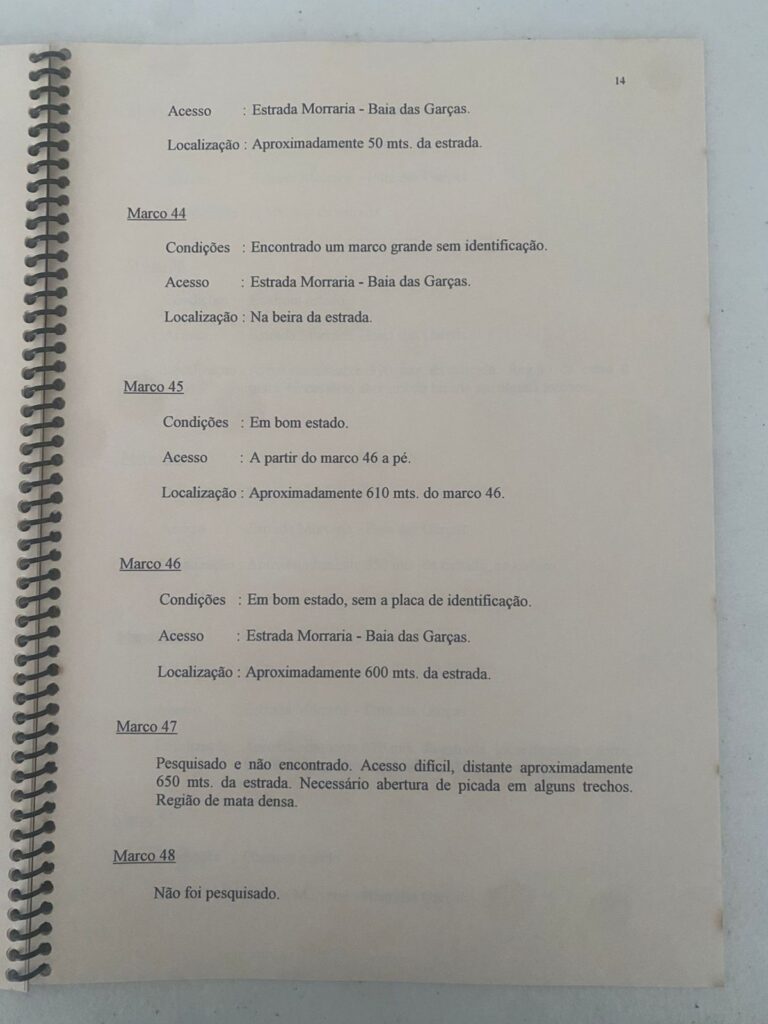 14
Acesso : Estrada Morraria - Baia das Garças.
Localização : Aproximadamente 50 mts. da estrada.
Marco 44
Condições : Encontrado um marco grande sem identificação.
Acesso : Estrada Morraria - Baia das Garças.
Localização : Na beira da estrada.
Marco 45
Condições : Em bom estado.
Acesso : A partir do marco 46 a pé.
Localização : Aproximadamente 610 mts. do marco 46.
Marco 46
Condições : Em bom estado, sem a placa de identificação.
Acesso : Estrada Morraria - Baia das Garças.
Localização : Aproximadamente 600 mts. da estrada.
Marco 47
Pesquisado e não encontrado. Acesso difícil, distante aproximadamente
650 mts. da estrada. Necessário abertura de picada em alguns trechos.
Região de mata densa.
Marco 48
Não foi pesquisado.